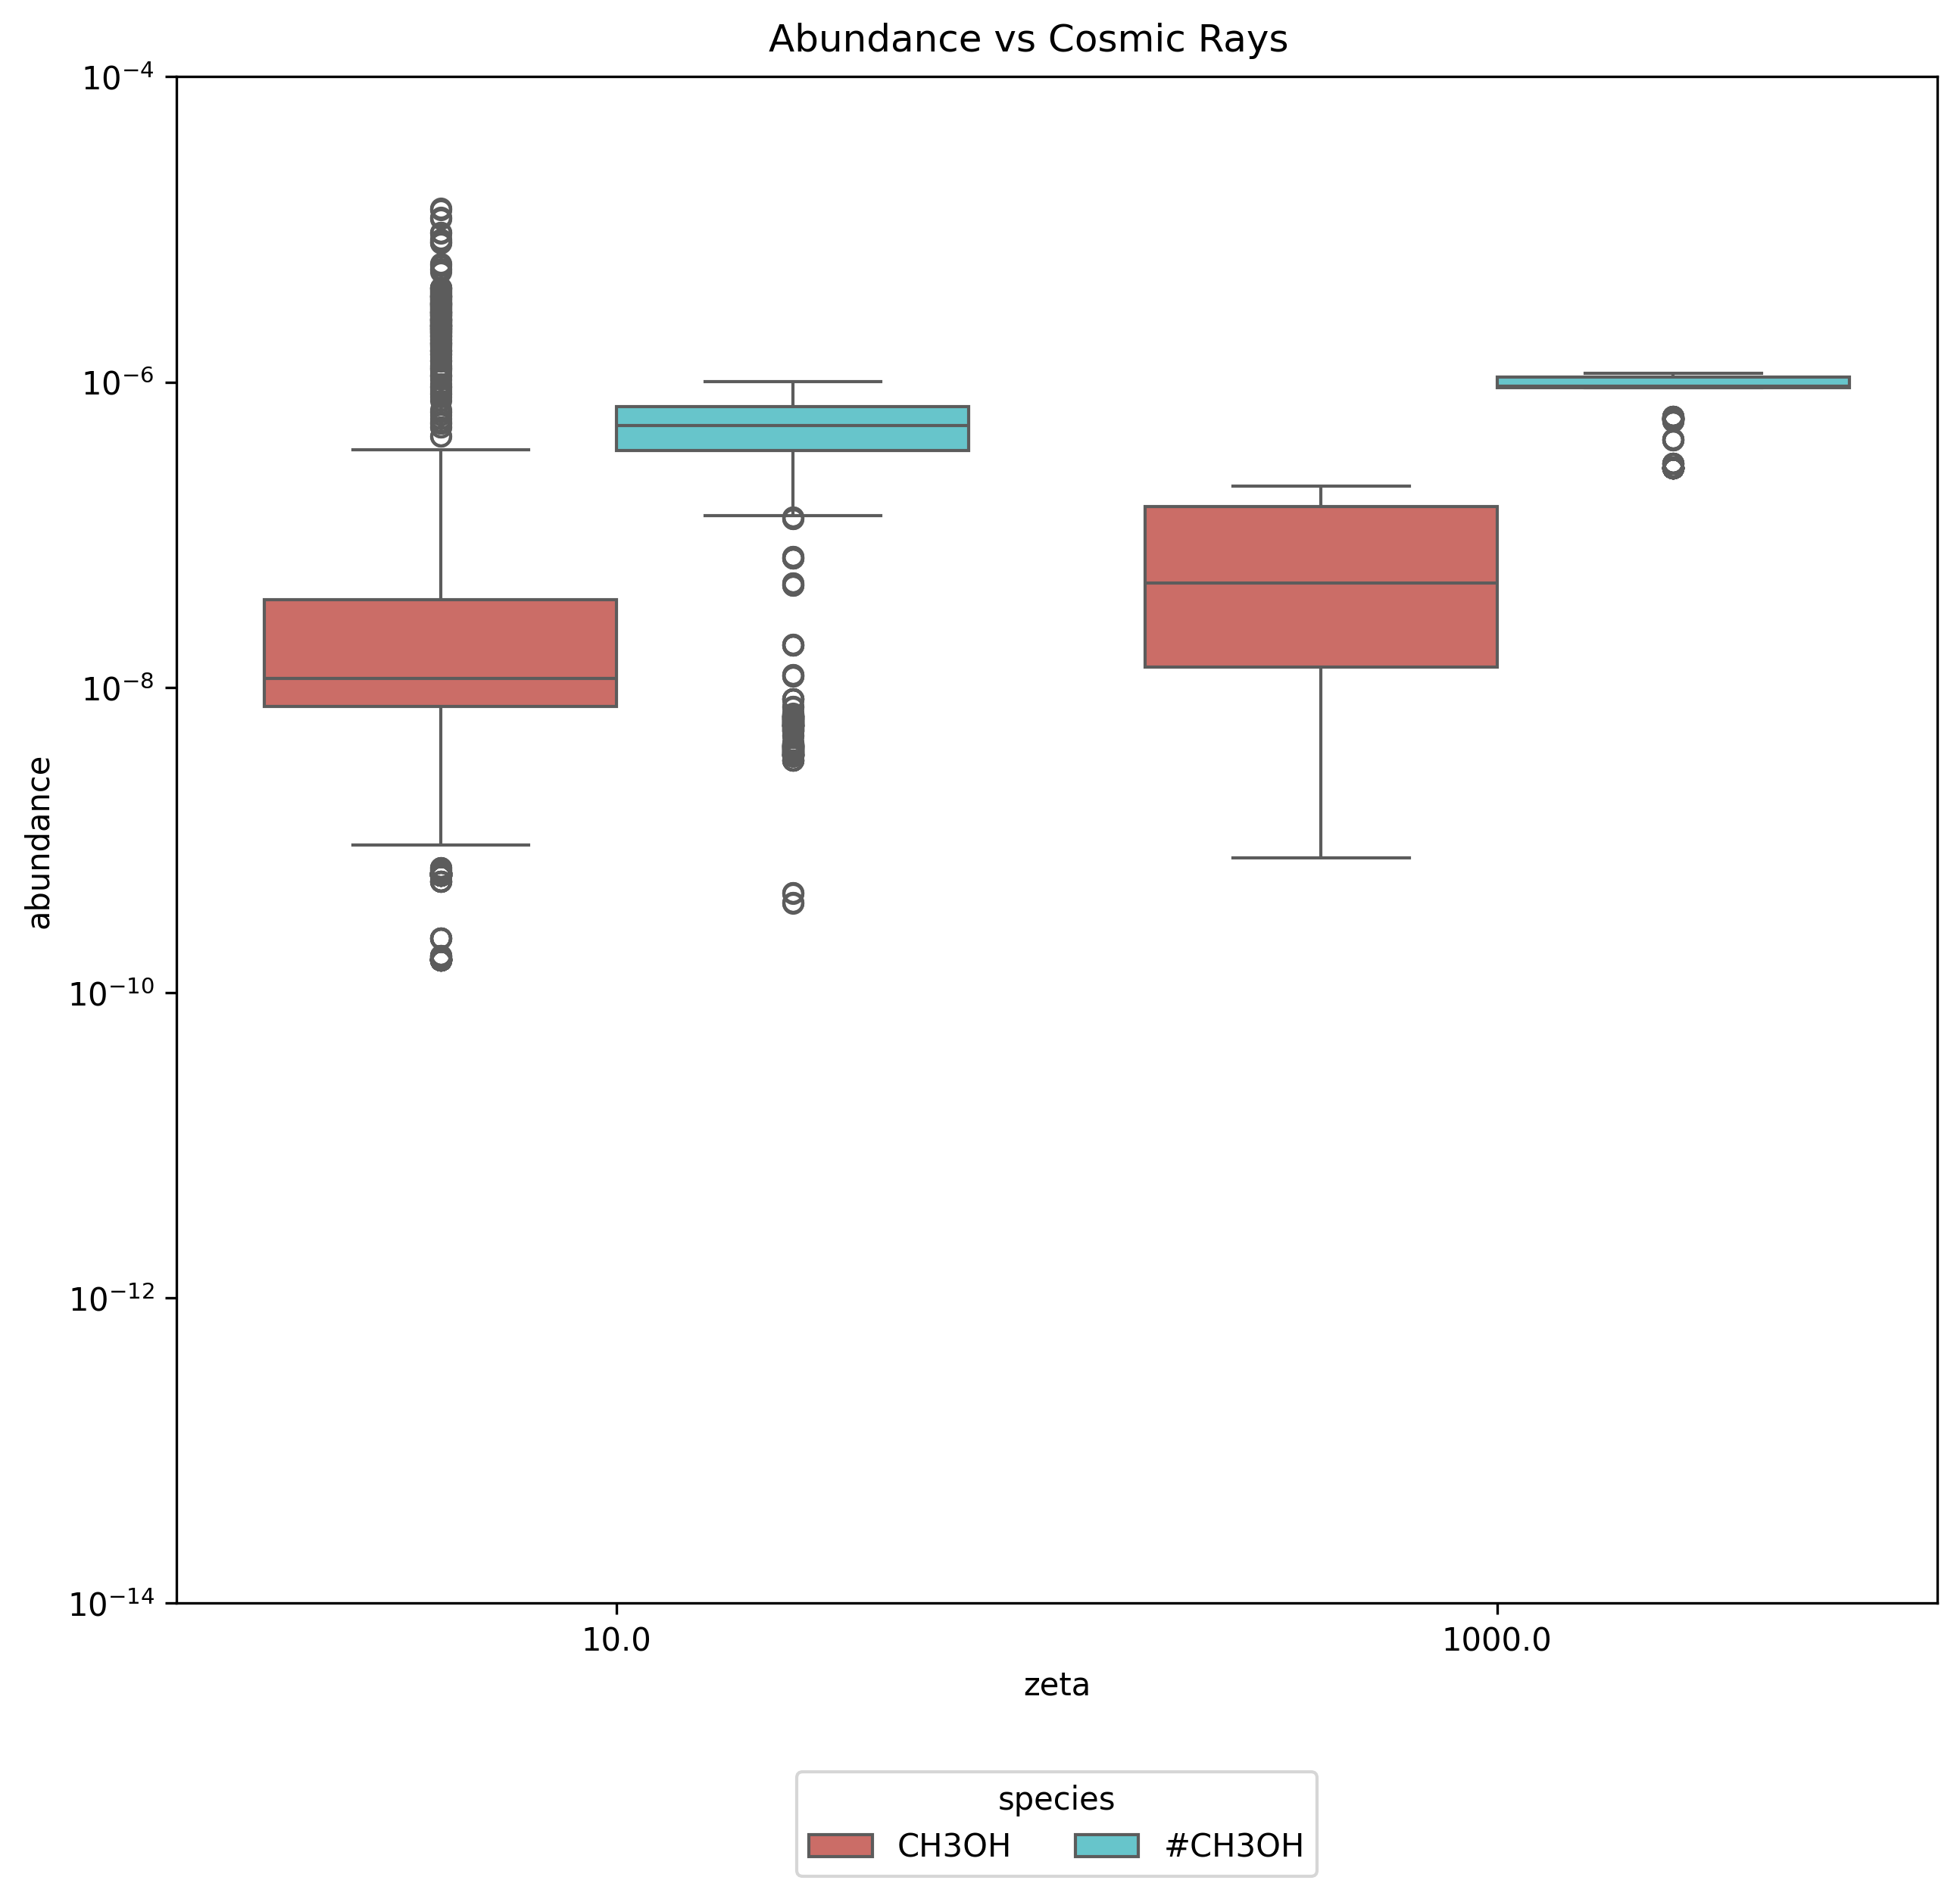 Abundance vs Cosmic Rays
10⁻⁴
10⁻⁶
10⁻⁸
10⁻¹⁰
10⁻¹²
10⁻¹⁴
abundance
10.0 1000.0
zeta
species
CH3OH #CH3OH